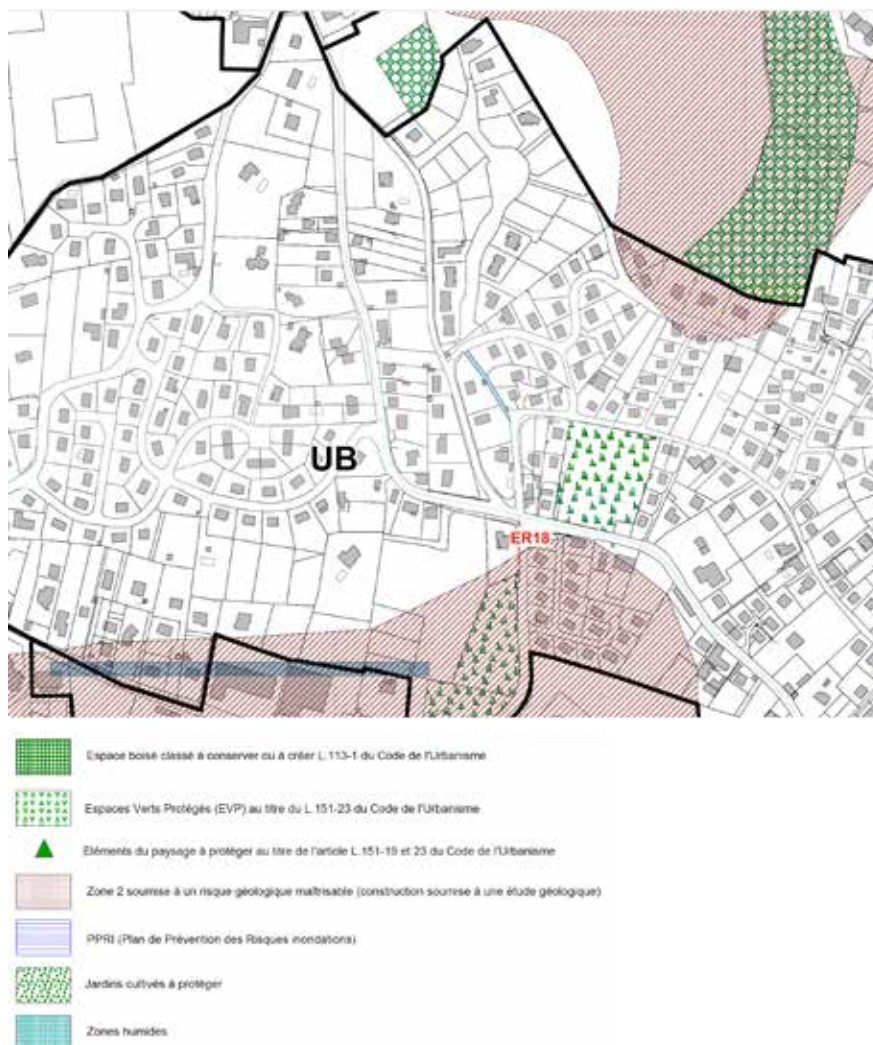 UB
ER18
Espace boisé classé à conserver ou à créer L.113-1 du Code de l'Urbanisme
Espaces Verts Protégés (EVP) au titre du L.151-23 du Code de l'Urbanisme
Eléments du paysage à protéger au titre de l'article L.151-19 et 23 du Code de l'Urbanisme
Zone 2 soumise à un risque géologique maîtrisable (construction soumise à une étude géologique)
PPRI (Plan de Prévention des Risques inondations)
Jardins cultivés à protéger
Zones humides